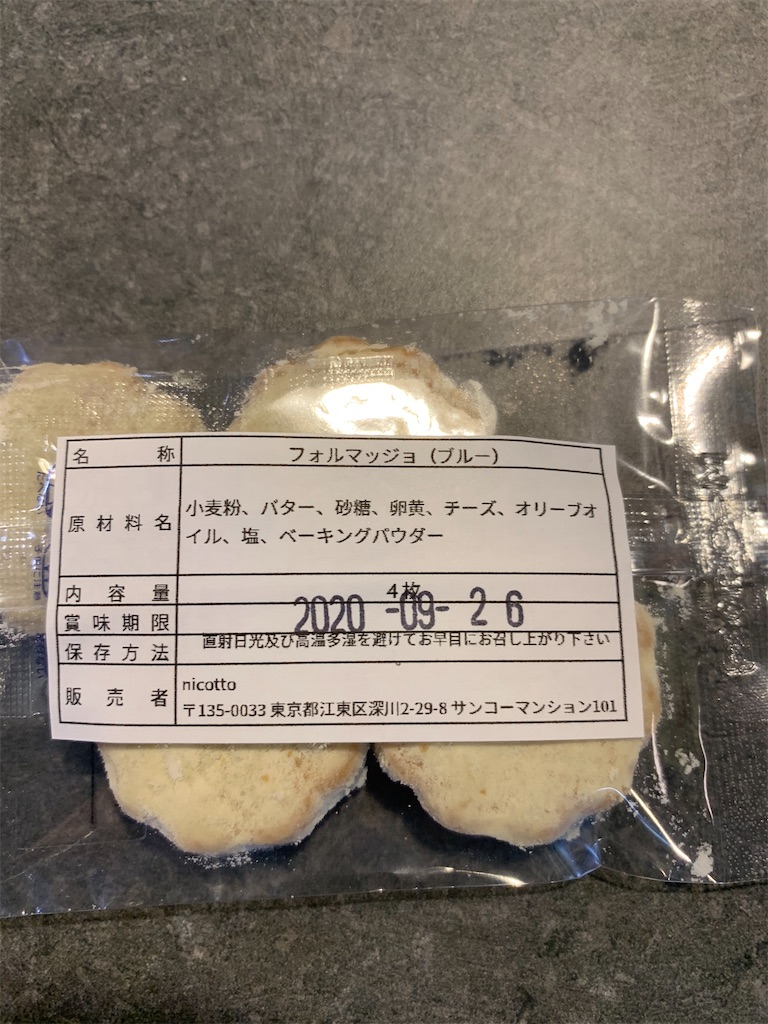 名称 フォルマッジョ（ブルー）
原材料名 小麦粉、バター、砂糖、卵黄、チーズ、オリーブオ
イル、塩、ベーキングパウダー
内容量 4枚
賞味期限 2020-09-26
保存方法 直射日光及び高温多湿を避けてお早目にお召し上がり下さい
。
販売者 nicotto
〒135-0033 東京都江東区深川2-29-8 サンコーマンション101